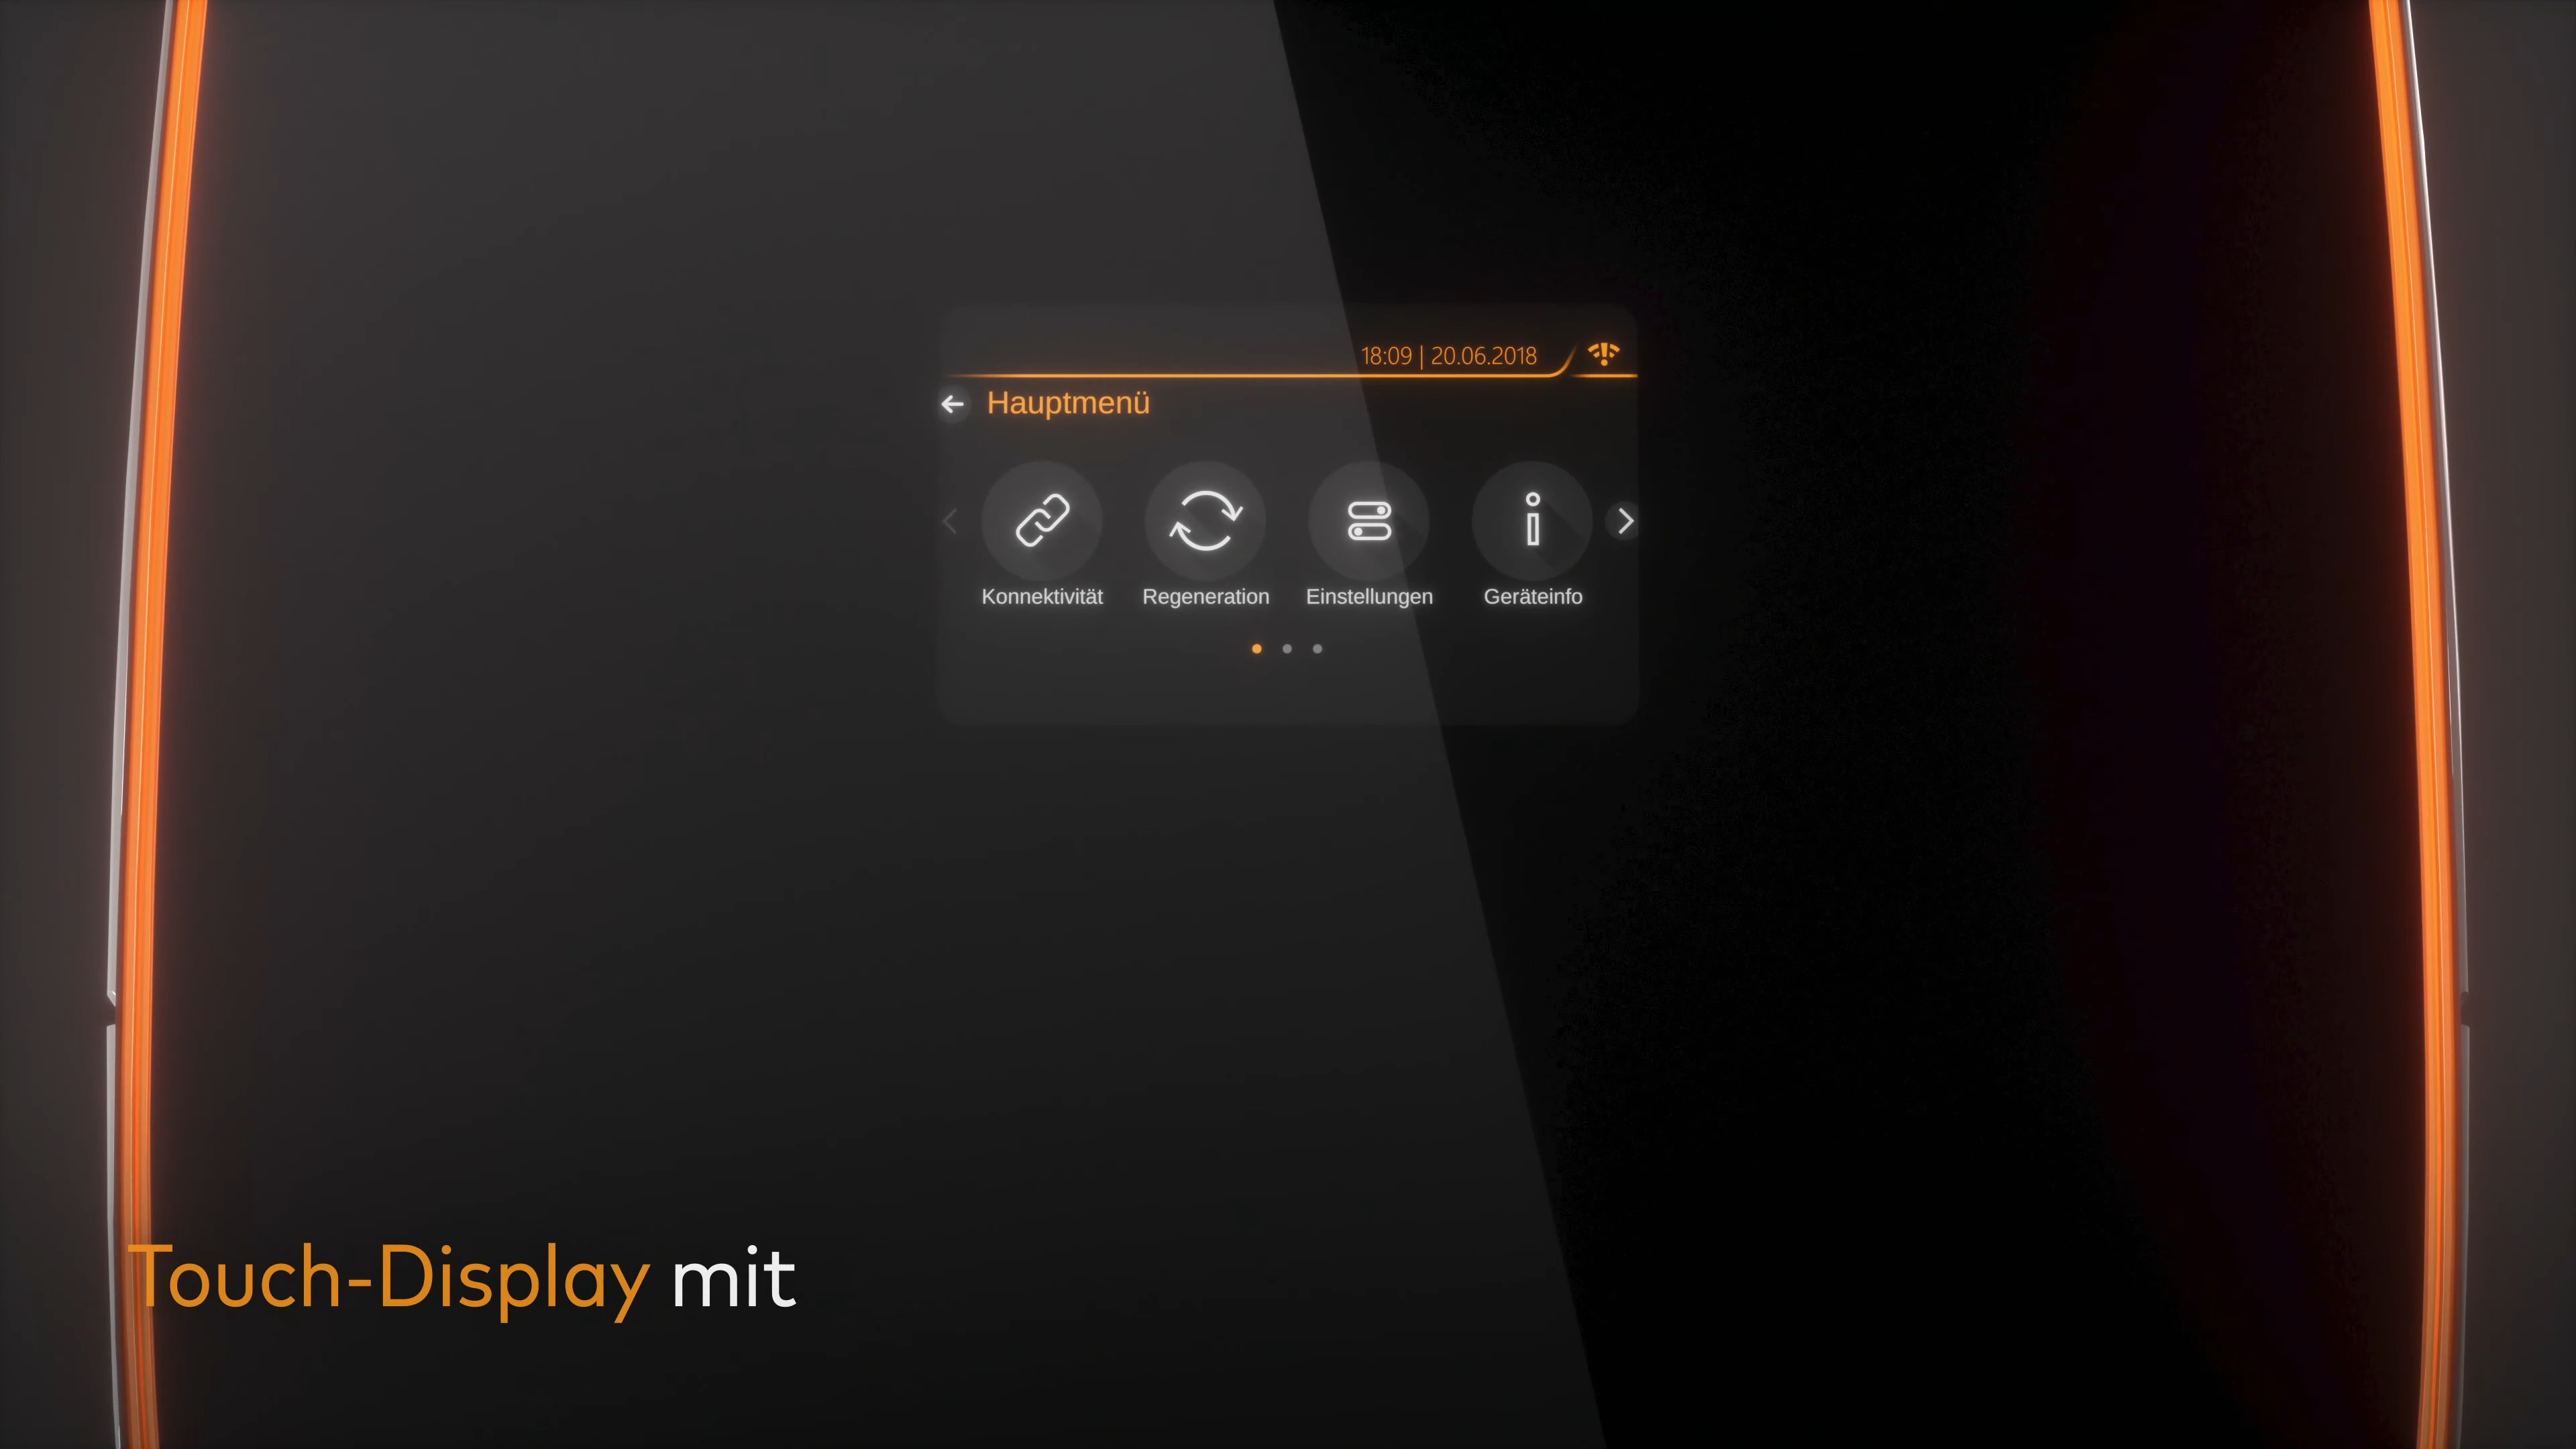 18:09 | 20.06.2018
Hauptmenü
Konnektivität
Regeneration
Einstellungen
Geräteinfo
Touch-Display mit